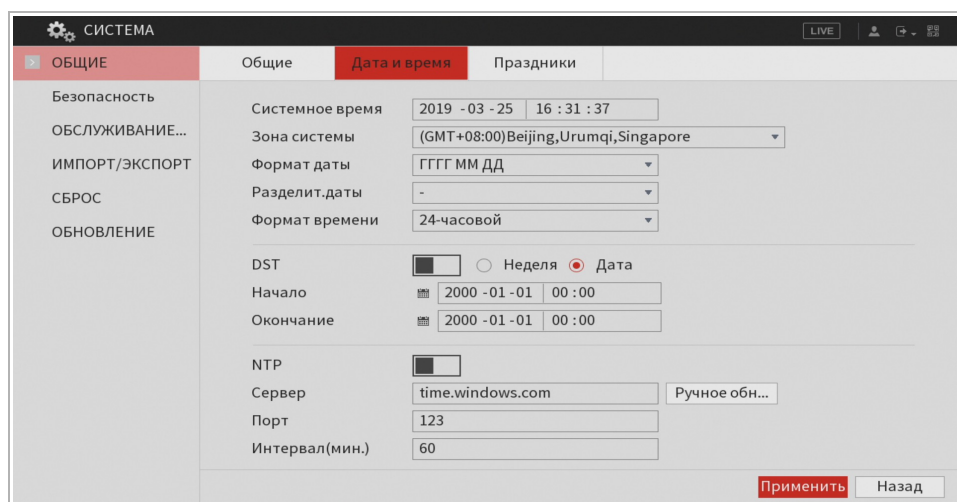 СИСТЕМА LIVE
ОБЩИЕ Общие Дата и время Праздники
Безопасность
ОБСЛУЖИВАНИЕ...
ИМПОРТ/ЭКСПОРТ
СБРОС
ОБНОВЛЕНИЕ
Системное время 2019 - 03 - 25 16 : 31 : 37
Зона системы (GMT+08:00)Beijing,Urumqi,Singapore
Формат даты ГГГГ ММ ДД
Разделит.даты -
Формат времени 24-часовой
DST Неделя Дата
Начало 2000 - 01 - 01 00 : 00
Окончание 2000 - 01 - 01 00 : 00
NTP
Сервер time.windows.com Ручное обн...
Порт 123
Интервал(мин.) 60
Применить Назад